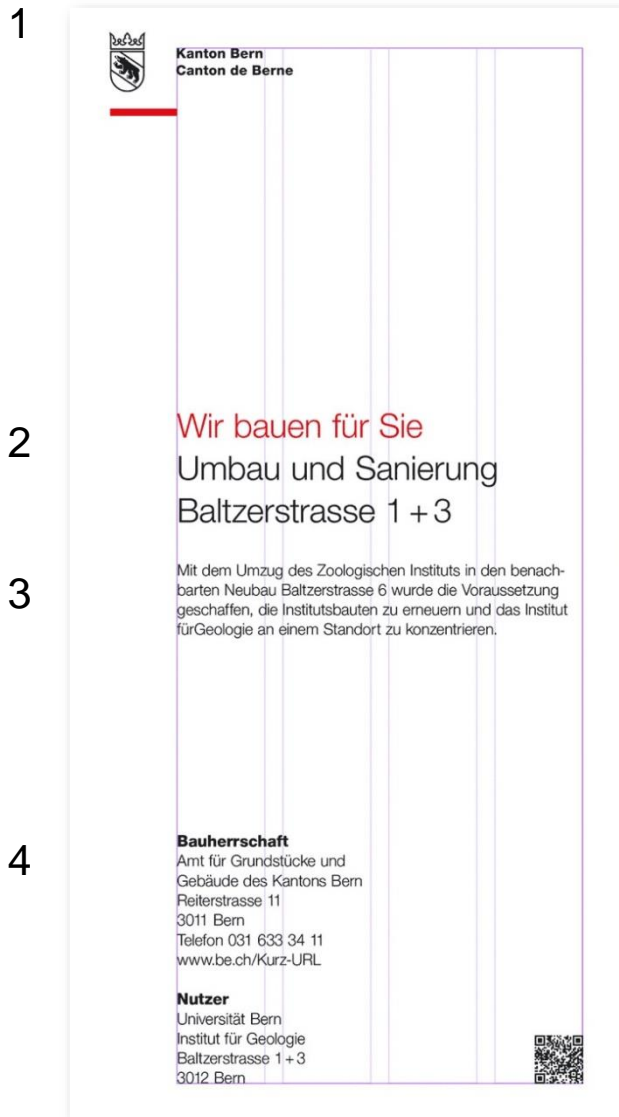 1
Kanton Bern
Canton de Berne
2
Wir bauen für Sie
Umbau und Sanierung
Baltzerstrasse 1 + 3
3
Mit dem Umzug des Zoologischen Instituts in den benach-
barten Neubau Baltzerstrasse 6 wurde die Voraussetzung
geschaffen, die Institutsbauten zu erneuern und das Institut
fürGeologie an einem Standort zu konzentrieren.
4
Bauherrschaft
Amt für Grundstücke und
Gebäude des Kantons Bern
Reiterstrasse 11
3011 Bern
Telefon 031 633 34 11
www.be.ch/Kurz-URL
Nutzer
Universität Bern
Institut für Geologie
Baltzerstrasse 1 + 3
3012 Bern